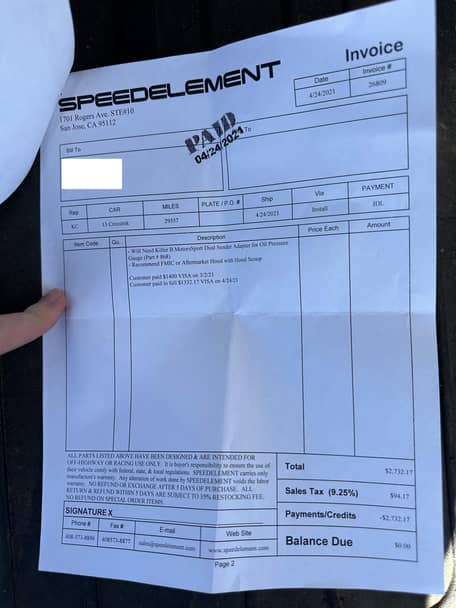 SPEEDELEMENT
1701 Rogers Ave. STE#10
San Jose, CA 95112
Invoice
Date
Invoice #
4/24/2021
26809
Bill To
PAID
04/24/2021
To
Rep
CAR
MILES
PLATE / P.O. #
Ship
Via
PAYMENT
KC
13 Crosstrek
29557
4/24/2021
Install
Item Code
Qu...
Description
Price Each
Amount
- Will Need Killer B MotorSport Dual Sender Adapter for Oil Pressure
Gauge (Part # 868)
- Recommend FMIC or Aftermarket Hood with Hood Scoop
Customer paid $1400 VISA on 3/2/21
Customer paid in full $1332.17 VISA on 4/24/21
ALL PARTS LISTED ABOVE HAVE BEEN DESIGNED & ARE INTENDED FOR
OFF-HIGHWAY OR RACING USE ONLY. It is buyer's responsibility to ensure the use of
their vehicle comply with federal, state, & local regulations. SPEEDELEMENT carries only
manufacturer's warranty. Any alteration of work done by SPEEDELEMENT voids the labor
warranty. NO REFUND OR EXCHANGE AFTER 5 DAYS OF PURCHASE. ALL
RETURN & REFUND WITHIN 5 DAYS ARE SUBJECT TO 15% RESTOCKING FEE.
NO REFUND ON SPECIAL ORDER ITEMS.
SIGNATURE X
Phone #
Fax #
E-mail
Web Site
408-573-8896
408573-8877
sales@speedelement.com
www.speedelement.com
Total
$2,732.17
Sales Tax (9.25%)
$94.17
Payments/Credits
-$2,732.17
Balance Due
$0.00
Page 2